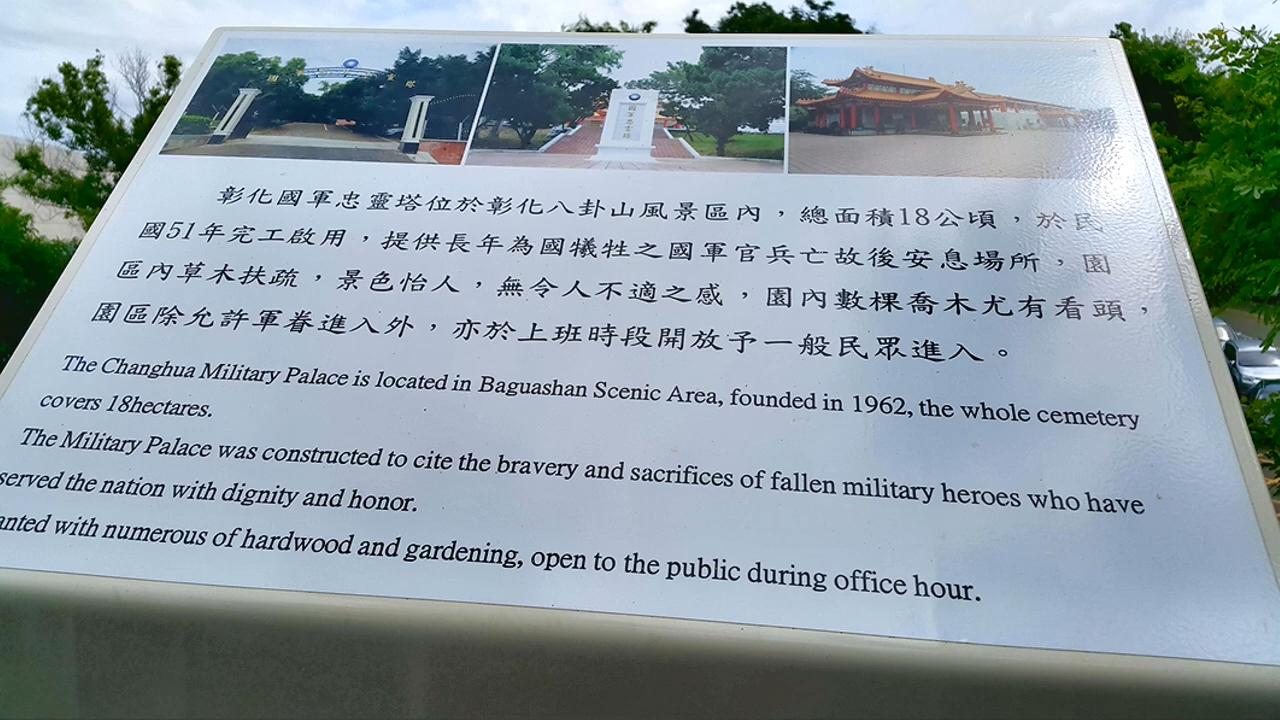 國軍忠靈塔
彰化國軍忠靈塔位於彰化八卦山風景區內，總面積18公頃，於民
國51年完工啟用，提供長年為國犧牲之國軍官兵亡故後安息場所，園
區內草木扶疏，景色怡人，無令人不適之感，園內數棵喬木尤有看頭，
園區除允許軍眷進入外，亦於上班時段開放予一般民眾進入。
The Changhua Military Palace is located in Baguashan Scenic Area, founded in 1962, the whole cemetery
covers 18hectares.
The Military Palace was constructed to cite the bravery and sacrifices of fallen military heroes who have
served the nation with dignity and honor.
anted with numerous of hardwood and gardening, open to the public during office hour.